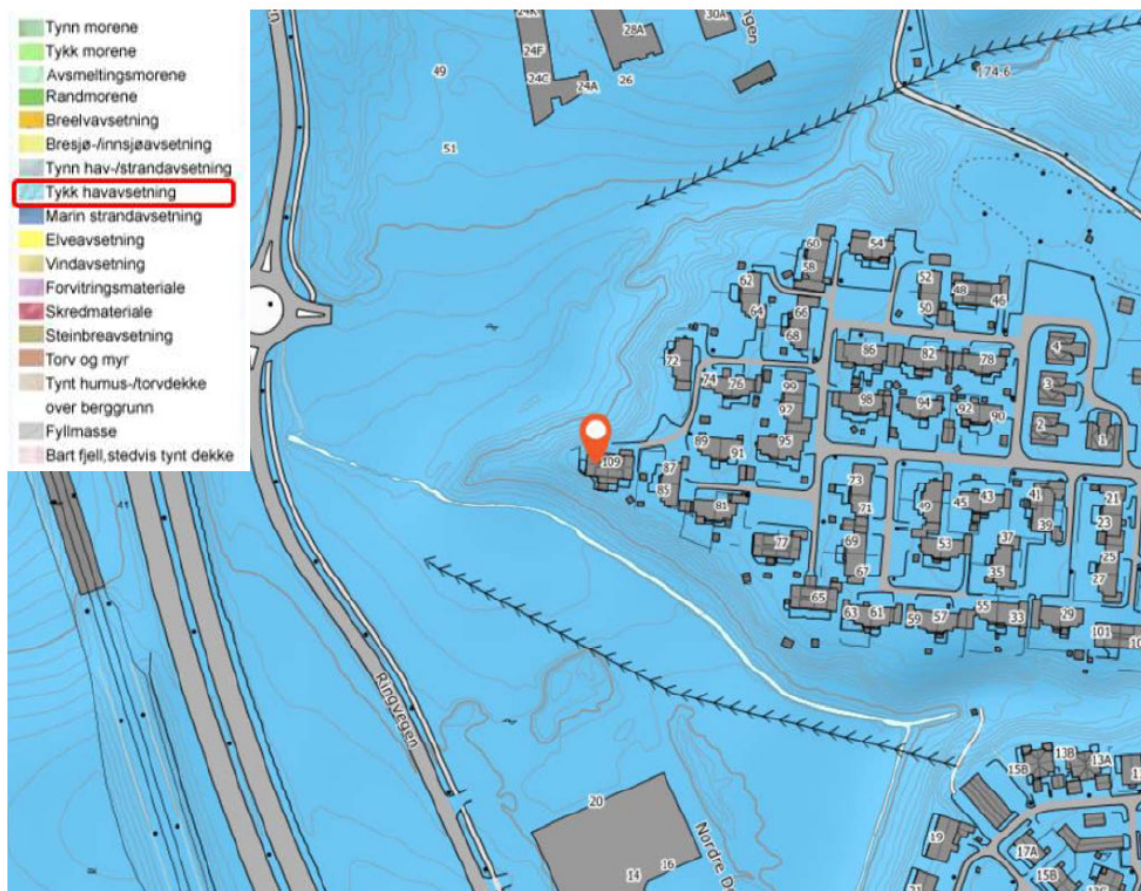 Tynn morene
Tykk morene
Avsmeltingsmorene
Randmorene
Breelvavsetning
Bresjø-/innsjøavsetning
Tynn hav-/strandavsetning
Tykk havavsetning
Marin strandavsetning
Elveavsetning
Vindavsetning
Forvitringsmateriale
Skredmateriale
Steinbreavsetning
Torv og myr
Tynt humus-/torvdekke
over berggrunn
Fyllmasse
Bart fjell,stedvis tynt dekke
24K
24F
24C
24A
28A
26
30A
ngen
49
51
174.6
60
58
54
62
64
66
68
52
50
48
46
72
74
76
86
82
78
4
3
2
1
99
97
95
98
94
92
90
89
91
109
87
85
81
73
71
49
45
43
41
39
21
23
25
27
77
69
67
53
37
35
65
63
61
59
57
55
33
29
101
41
Ringvegen
20
14
16
Nordre D
15B
13B
13A
19
17A
15B